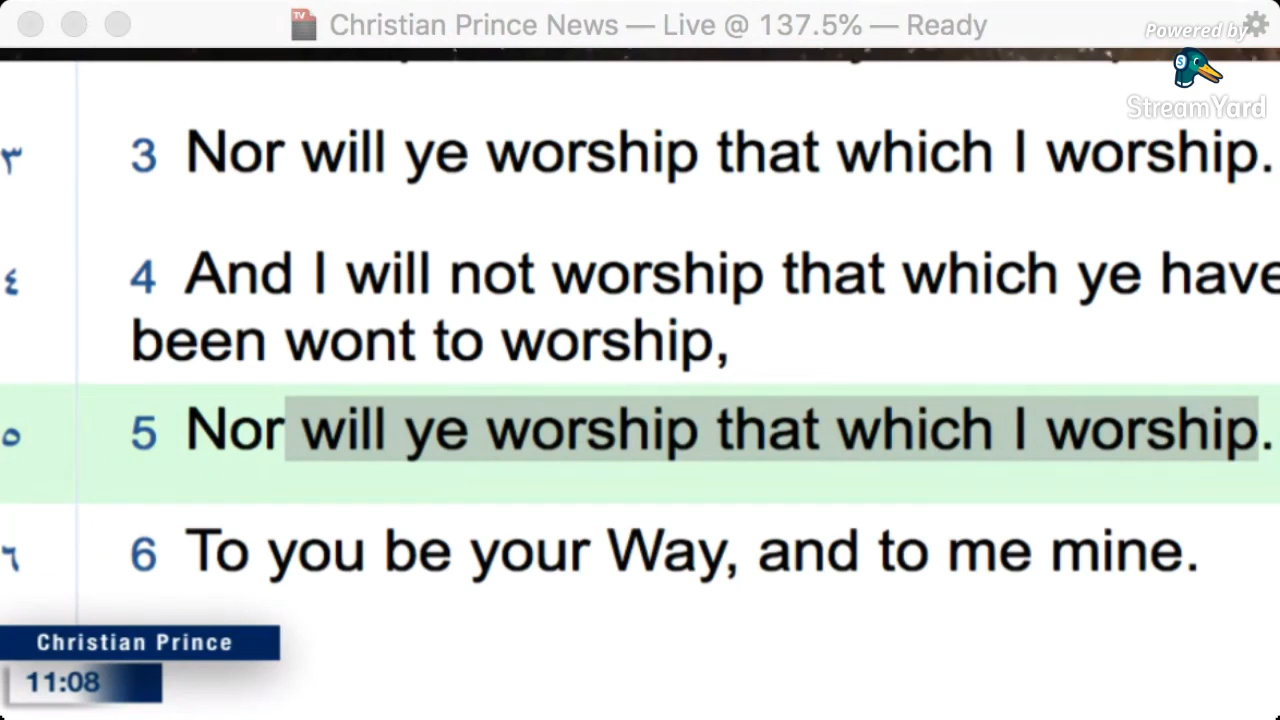 Christian Prince News — Live @ 137.5% — Ready
Powered by
StreamYard
٣ 3 Nor will ye worship that which I worship.
٤ 4 And I will not worship that which ye have
been wont to worship,
٥ 5 Nor will ye worship that which I worship.
٦ 6 To you be your Way, and to me mine.
Christian Prince
11:08